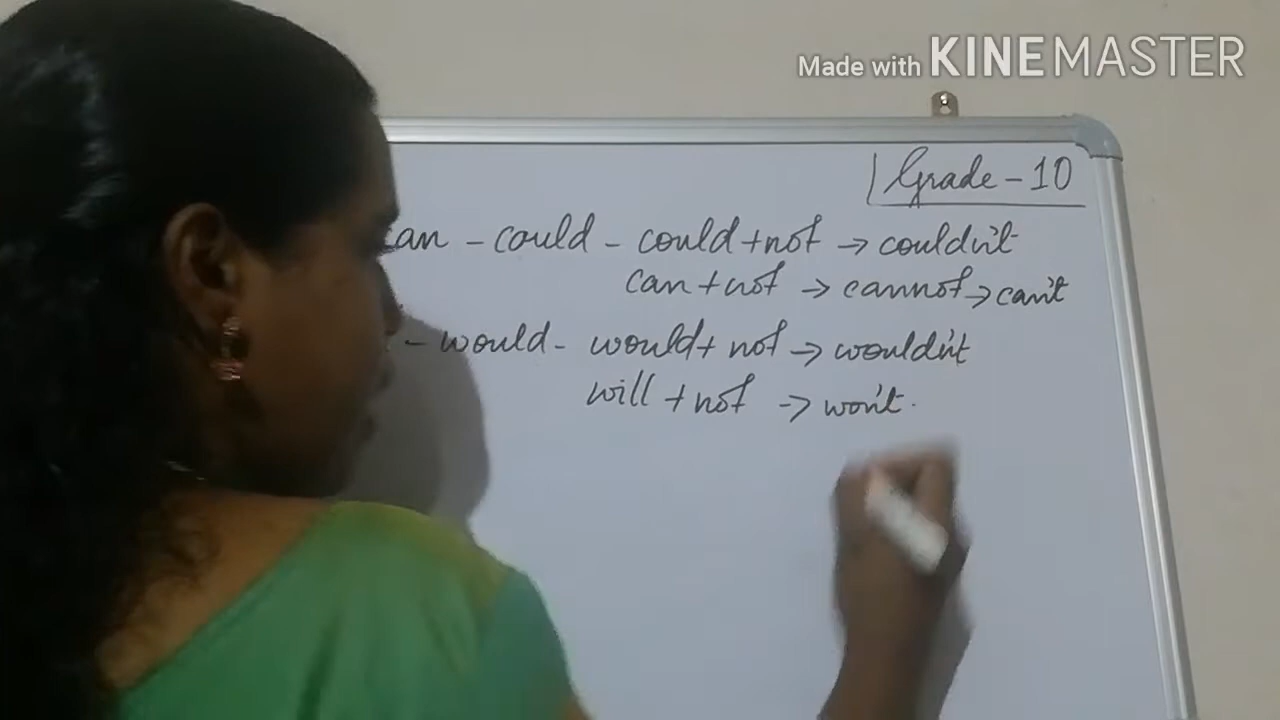 Made with KINEMASTER
Grade - 10
an - could - could + not → couldn't
can + not → cannot → can't
- would - would + not → wouldn't
will + not → won't.